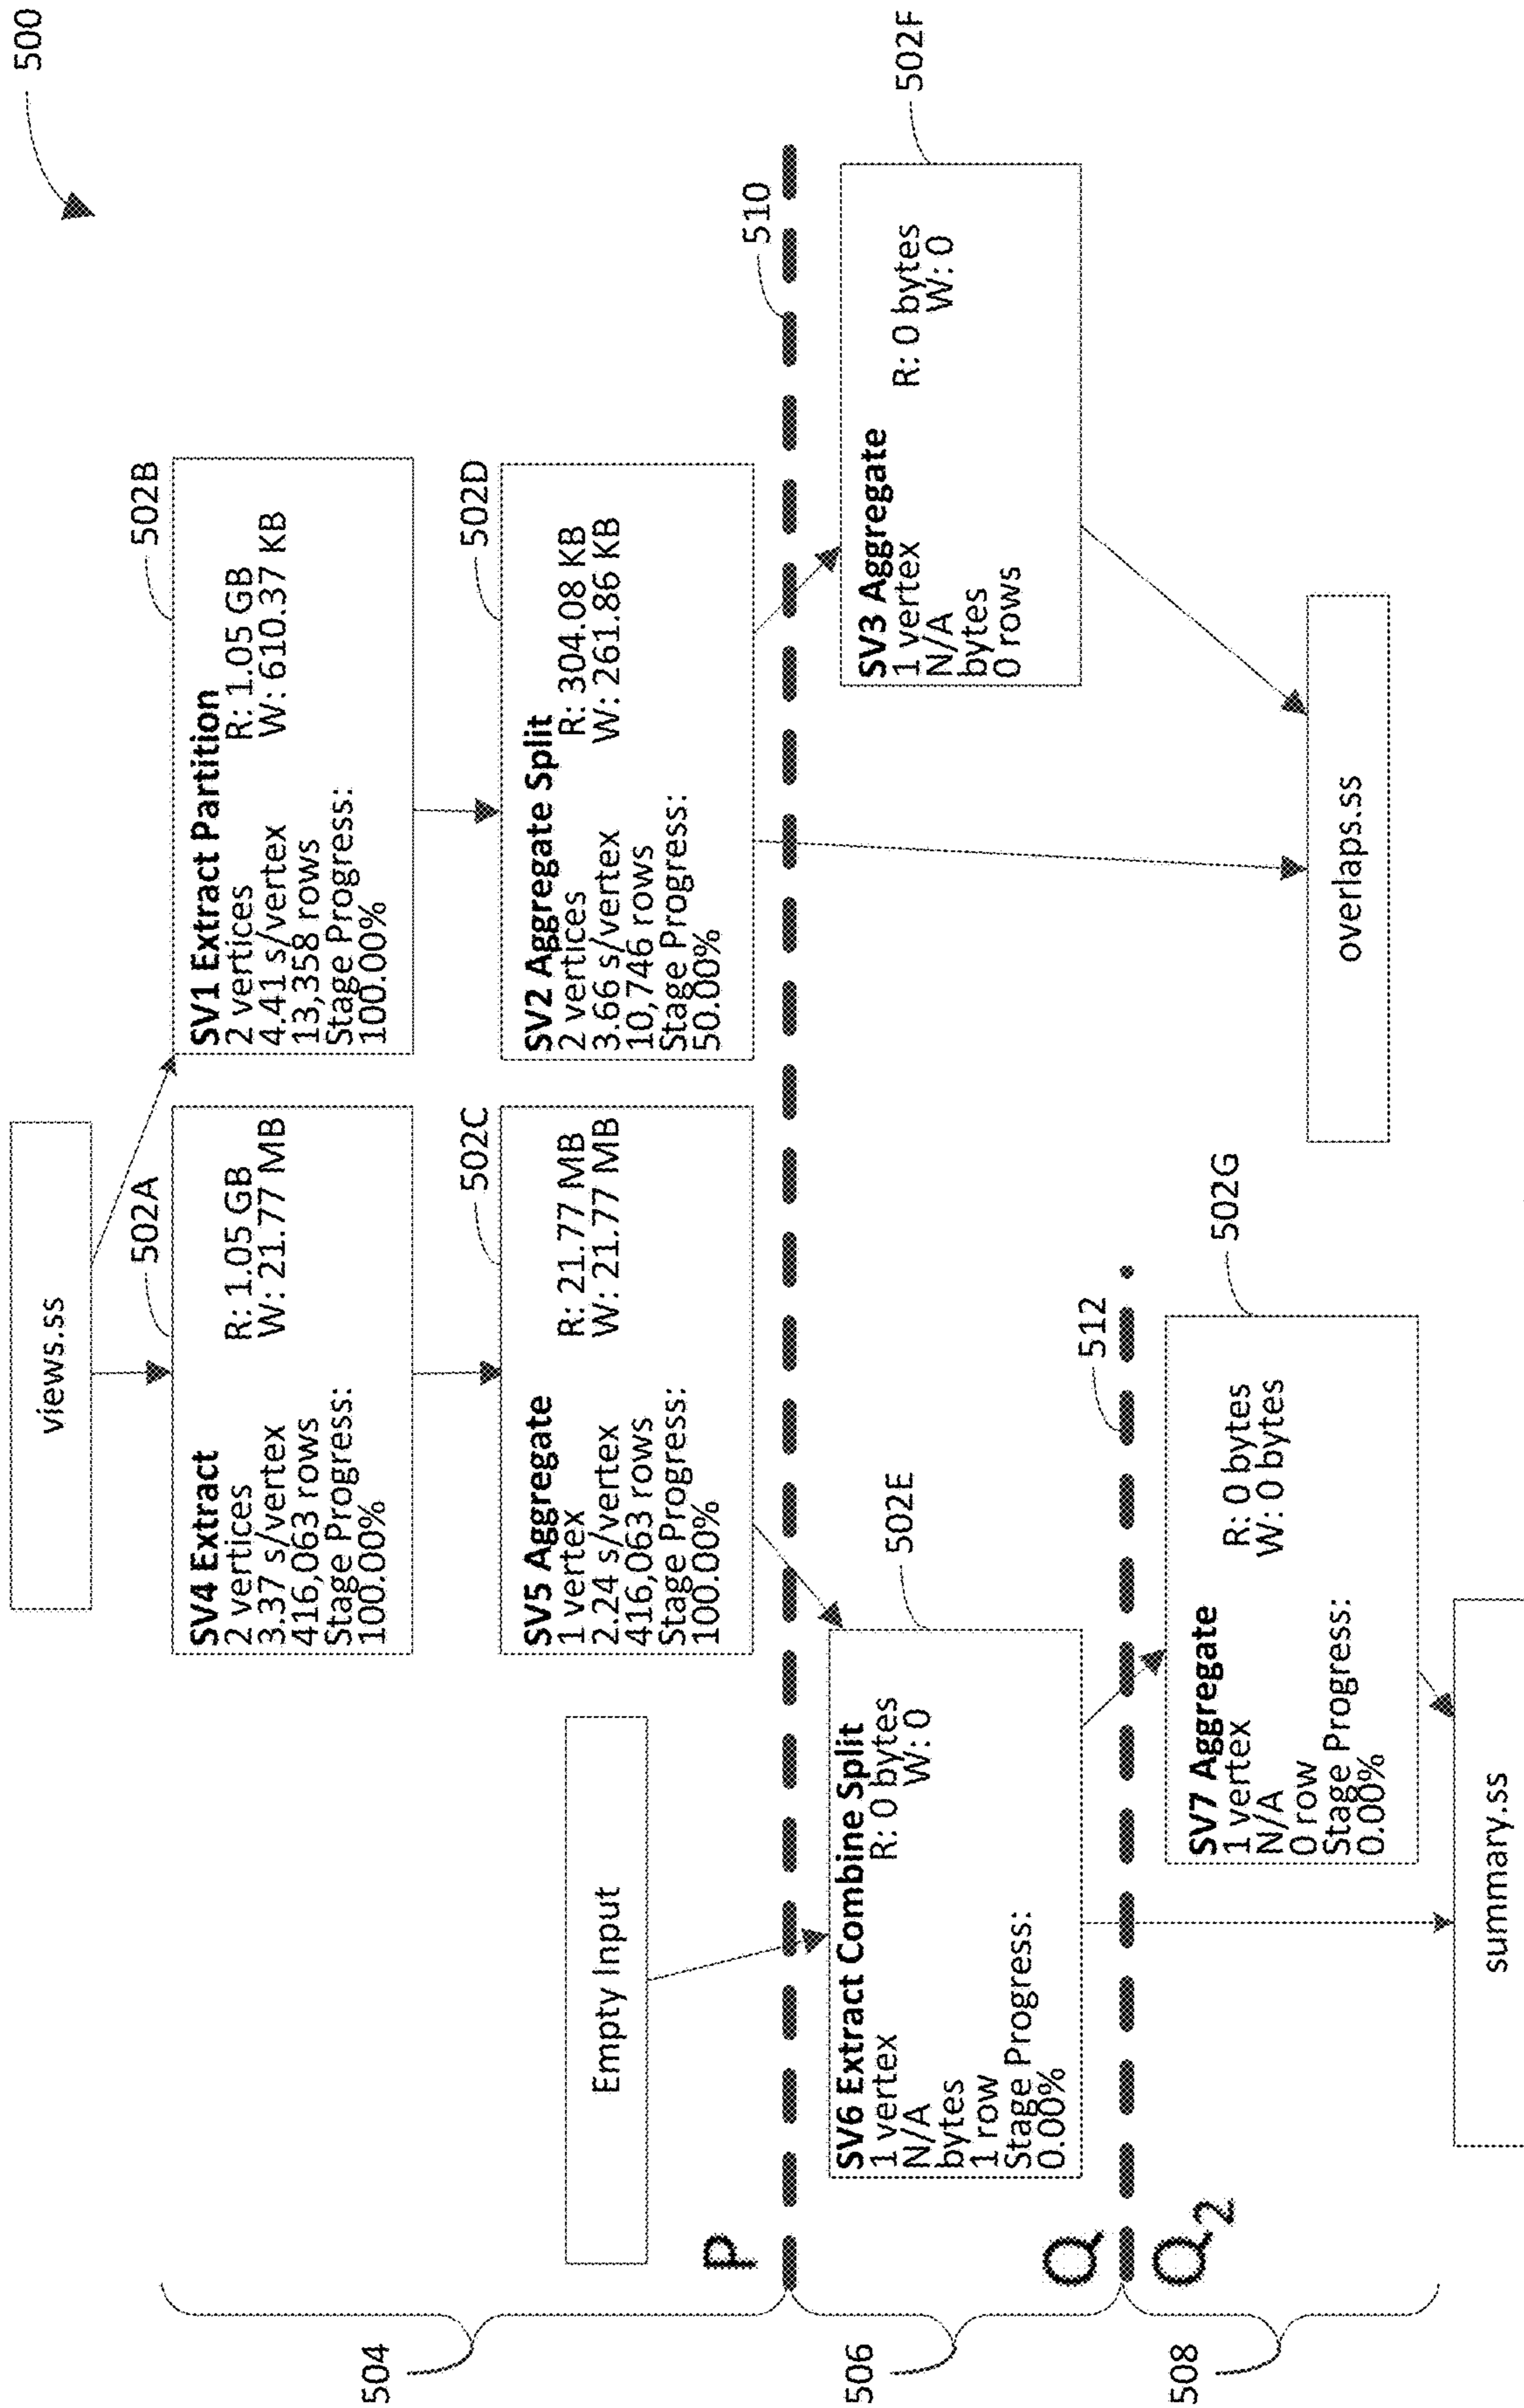 500
views.ss
502A
502B
SV4 Extract
2 vertices
3.37 s/vertex
416,063 rows
Stage Progress:
100.00%
R: 1.05 GB
W: 21.77 MB
SV1 Extract Partition
2 vertices
4.41 s/vertex
13,358 rows
Stage Progress:
100.00%
R: 1.05 GB
W: 610.37 KB
502C
502D
SV5 Aggregate
1 vertex
2.24 s/vertex
416,063 rows
Stage Progress:
100.00%
R: 21.77 MB
W: 21.77 MB
SV2 Aggregate Split
2 vertices
3.66 s/vertex
10,746 rows
Stage Progress:
50.00%
R: 304.08 KB
W: 261.86 KB
504
Empty Input
P
510
506
502E
502F
SV6 Extract Combine Split
1 vertex
N/A
bytes
1 row
Stage Progress:
0.00%
R: 0 bytes
W: 0
SV3 Aggregate
1 vertex
N/A
bytes
0 rows
R: 0 bytes
W: 0
Q
512
508
Q2
502G
SV7 Aggregate
1 vertex
N/A
0 row
Stage Progress:
0.00%
R: 0 bytes
W: 0 bytes
overlaps.ss
summary.ss